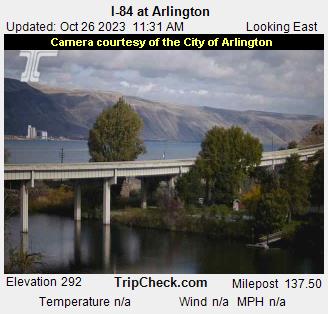 I-84 at Arlington
Updated: Oct 26 2023 11:31 AM Looking East
Camera courtesy of the City of Arlington
Elevation 292 TripCheck.com Milepost 137.50
Temperature n/a Wind n/a MPH n/a